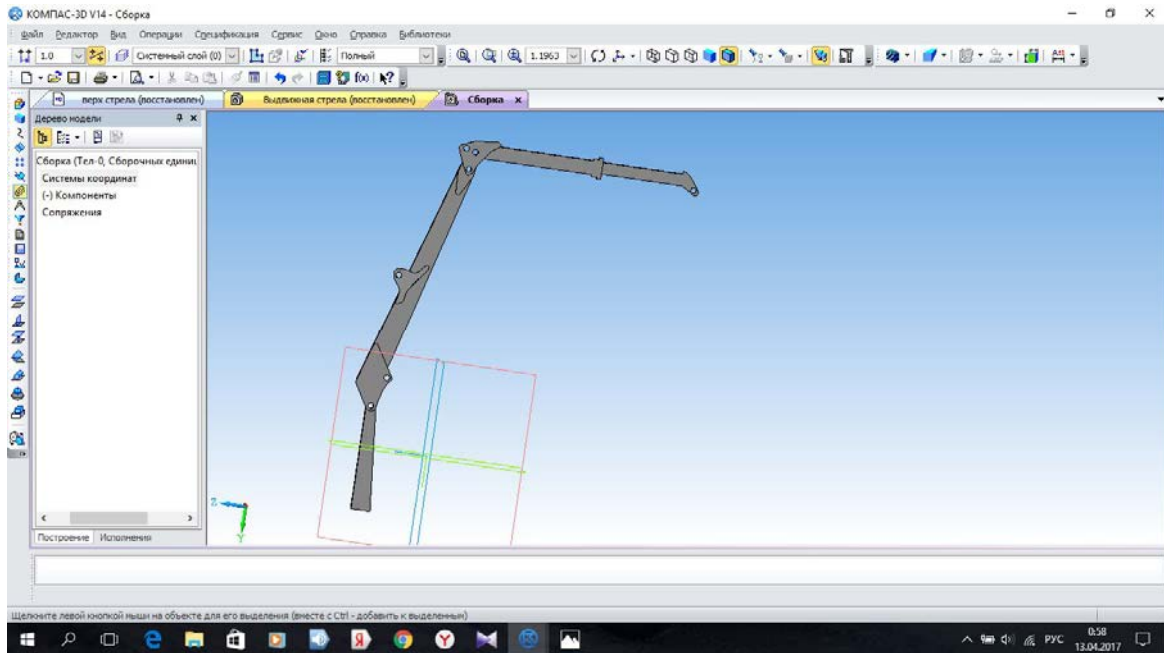 КОМПАС-3D V14 - Сборка
Файл Редактор Вид Операции Спецификация Сервис Окно Справка Библиотеки
1.0 Системный слой (0) Полный 1.1963
верх стрела (восстановлен) Выдвижная стрела (восстановлен) Сборка x
Дерево модели
Сборка (Тел-0, Сборочных единиц
Системы координат
(-) Компоненты
Сопряжения
Z
Y
Построение Исполнения
Щелкните левой кнопкой мыши на объекте для его выделения (вместе с Ctrl - добавить к выделенным)
РУС 0:58
13.04.2017